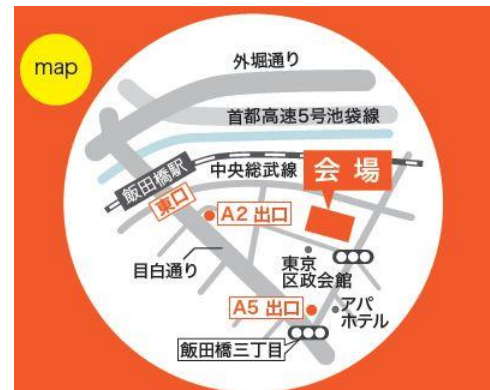 map
外堀通り
首都高速5号池袋線
中央総武線
会場
飯田橋駅
東口
A2 出口
目白通り
東京
区政会館
A5 出口
アパ
ホテル
飯田橋三丁目